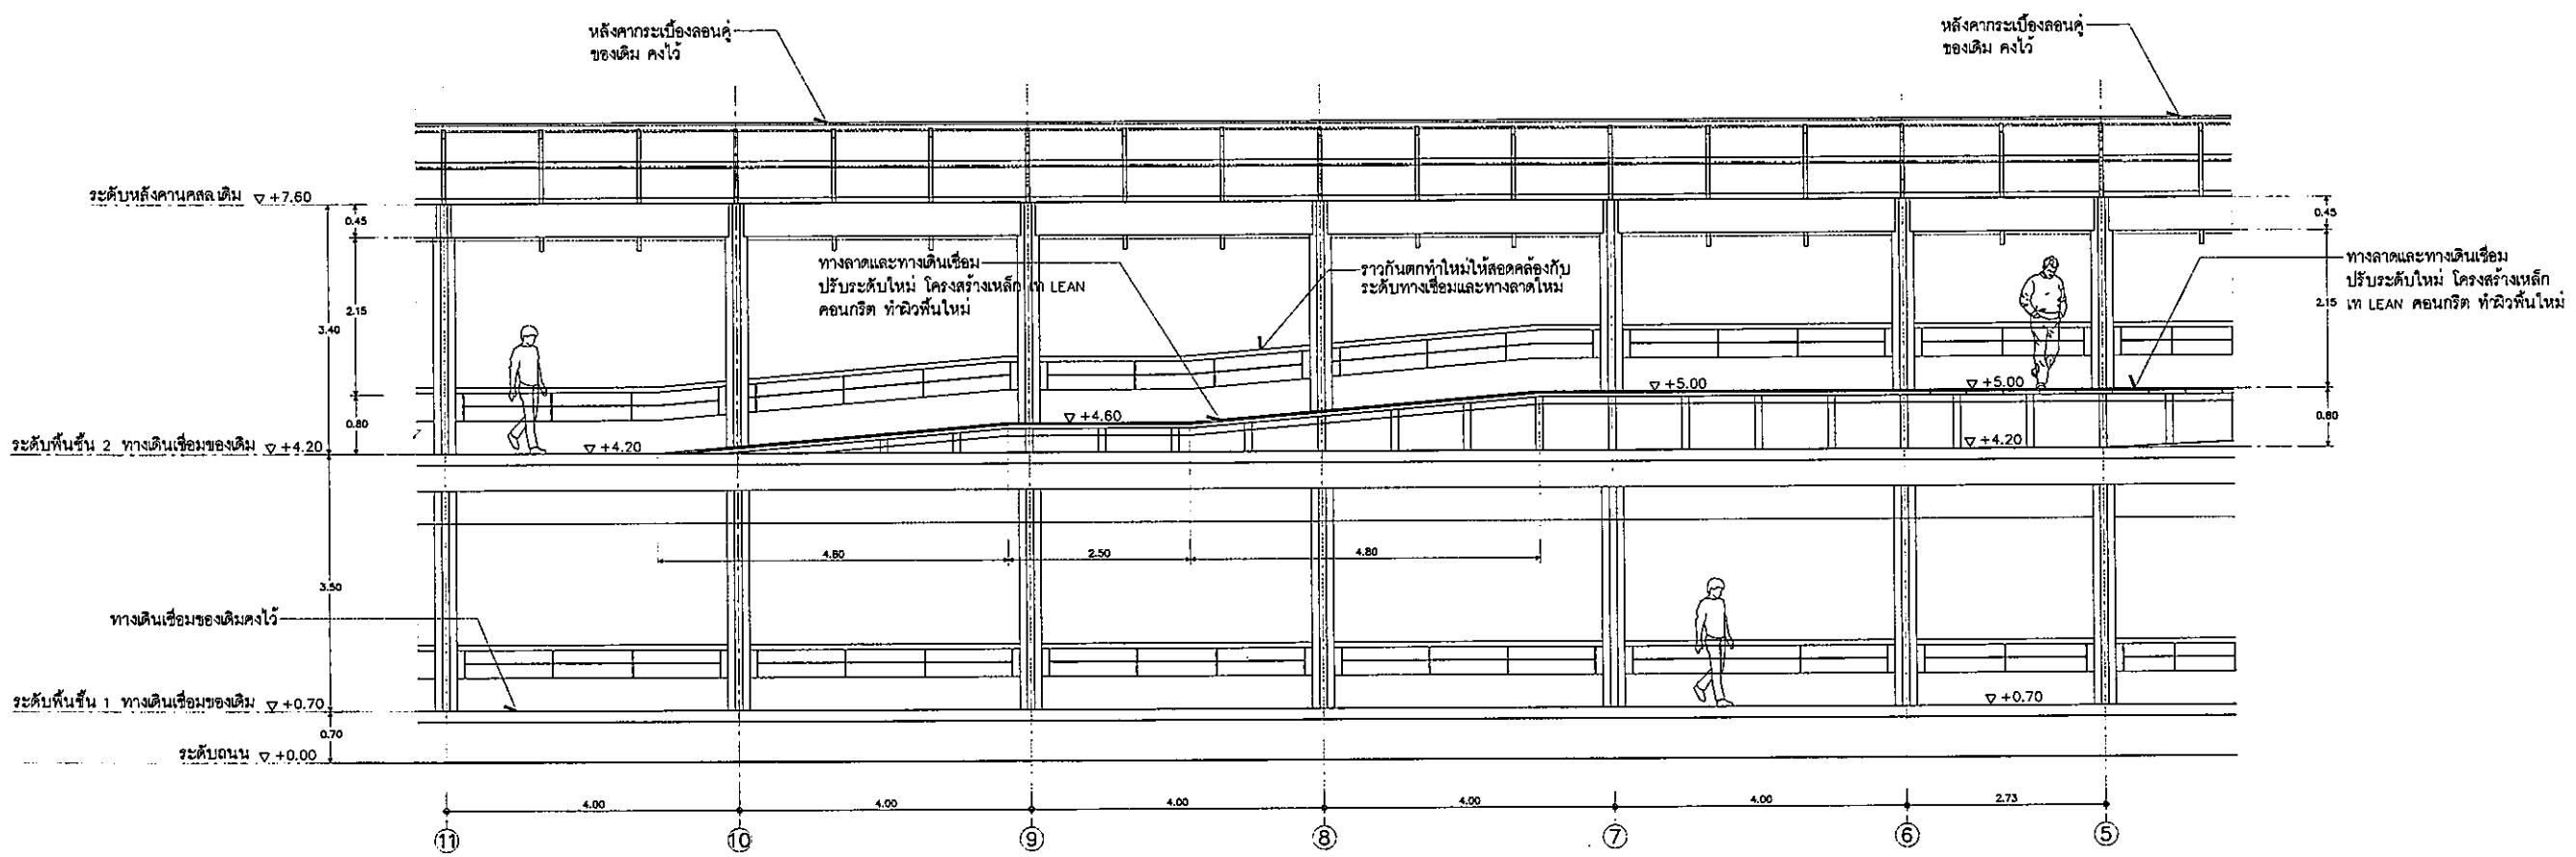 หลังคากระเบื้องลอนคู่
ของเดิม คงไว้
หลังคากระเบื้องลอนคู่
ของเดิม คงไว้
ระดับหลังคานคสล.เดิม +7.60
0.45
2.15
3.40
0.80
0.45
2.15
0.80
ทางลาดและทางเดินเชื่อม
ปรับระดับใหม่ โครงสร้างเหล็ก เท LEAN
คอนกรีต ทำผิวพื้นใหม่
ราวกันตกทำใหม่ให้สอดคล้องกับ
ระดับทางเชื่อมและทางลาดใหม่
ทางลาดและทางเดินเชื่อม
ปรับระดับใหม่ โครงสร้างเหล็ก
เท LEAN คอนกรีต ทำผิวพื้นใหม่
+5.00
+5.00
+4.60
ระดับพื้นชั้น 2 ทางเดินเชื่อมของเดิม +4.20
+4.20
+4.20
4.80
2.50
4.80
3.50
ทางเดินเชื่อมของเดิมคงไว้
ระดับพื้นชั้น 1 ทางเดินเชื่อมของเดิม +0.70
+0.70
0.70
ระดับถนน +0.00
4.00
4.00
4.00
4.00
4.00
2.73
11
10
9
8
7
6
5